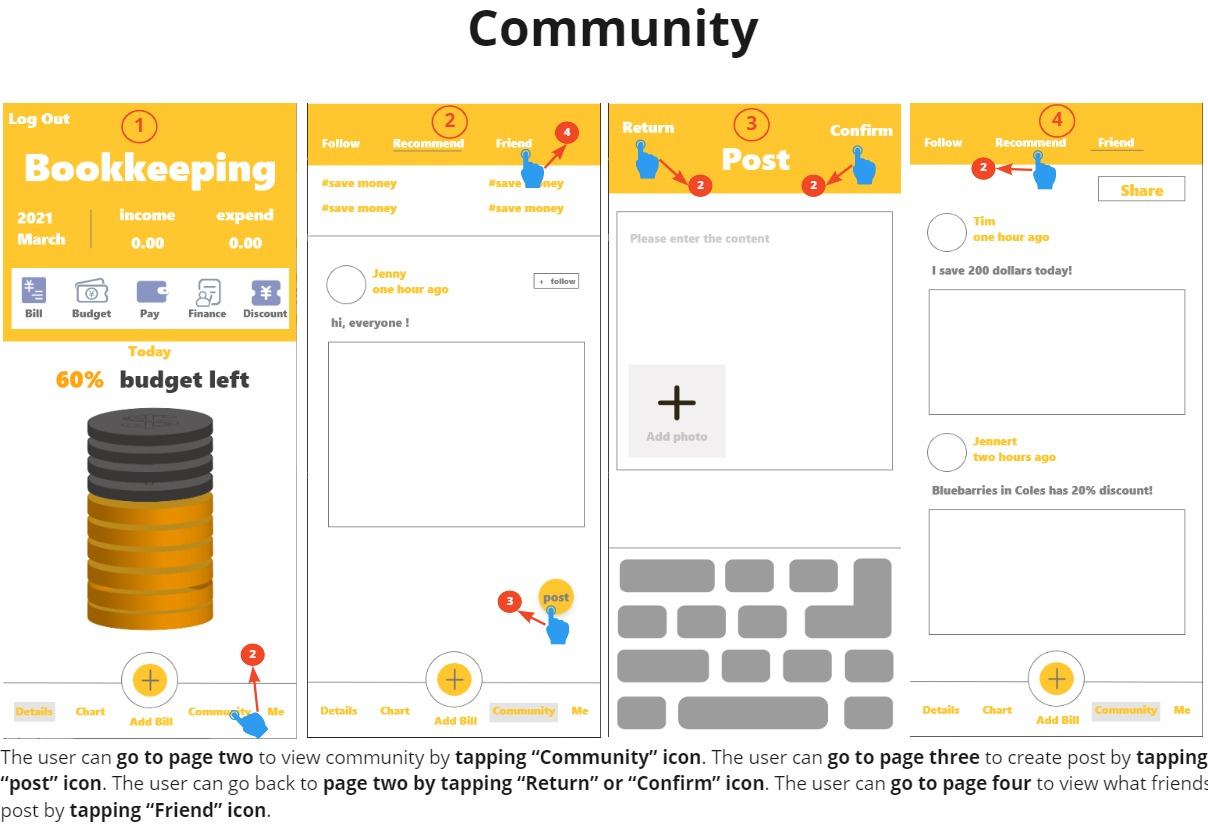 Community
Log Out
1
Bookkeeping
2021
March
income
0.00
expend
0.00
Bill
Budget
Pay
Finance
Discount
Today
60% budget left
2
Details
Chart
Add Bill
Community
Me
2
4
Follow
Recommend
Friend
#save money
#save money
#save money
#save money
Jenny
one hour ago
+ follow
hi, everyone !
3
post
Details
Chart
Add Bill
Community
Me
3
Return
Confirm
Post
2
2
Please enter the content
Add photo
4
Follow
Recommend
Friend
2
Share
Tim
one hour ago
I save 200 dollars today!
Jennert
two hours ago
Bluebarries in Coles has 20% discount!
Details
Chart
Add Bill
Community
Me
The user can go to page two to view community by tapping “Community” icon. The user can go to page three to create post by tapping
“post” icon. The user can go back to page two by tapping “Return” or “Confirm” icon. The user can go to page four to view what friends
post by tapping “Friend” icon.